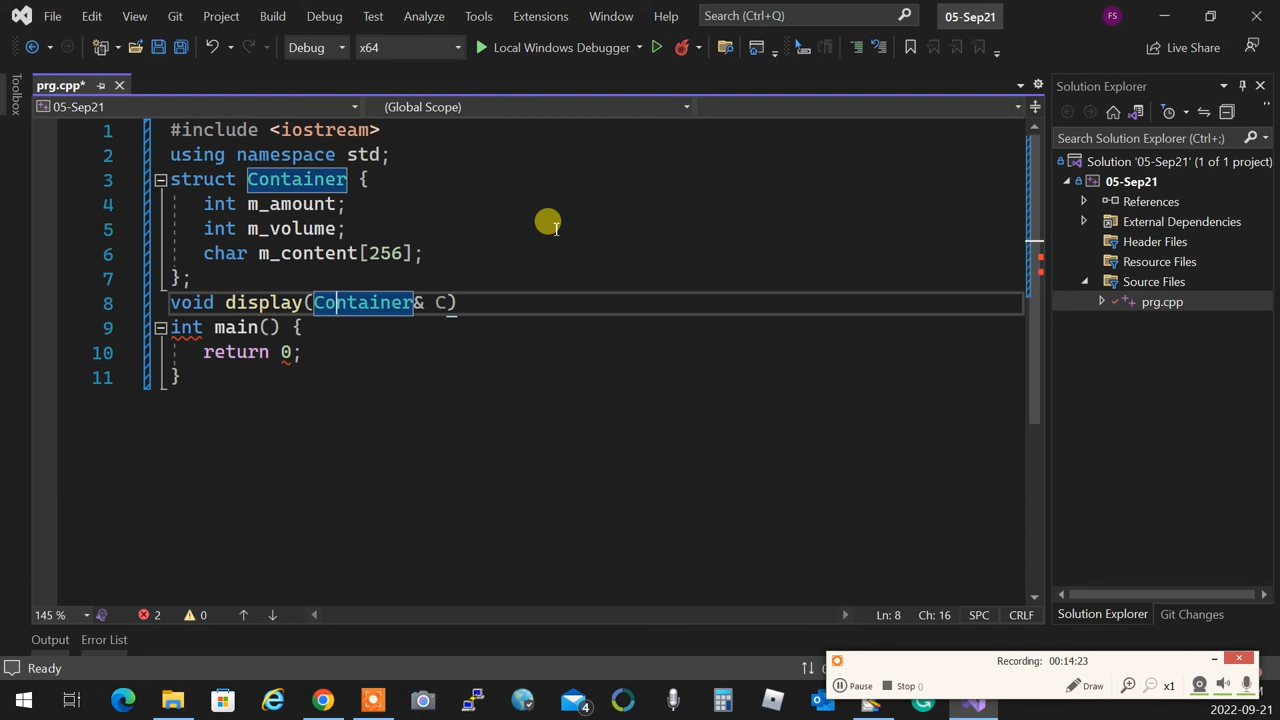 File Edit View Git Project Build Debug Test Analyze Tools Extensions Window Help Search (Ctrl+Q) 05-Sep21 FS
Debug x64 Local Windows Debugger Live Share
Toolbox
prg.cpp*
05-Sep21 (Global Scope)
1 #include <iostream>
2 using namespace std;
3 struct Container {
4 int m_amount;
5 int m_volume;
6 char m_content[256];
7 };
8 void display(Container& C)
9 int main() {
10 return 0;
11 }
Solution Explorer
Search Solution Explorer (Ctrl+;)
Solution '05-Sep21' (1 of 1 project)
05-Sep21
References
External Dependencies
Header Files
Resource Files
Source Files
prg.cpp
145 % 2 0 Ln: 8 Ch: 16 SPC CRLF
Solution Explorer Git Changes
Output Error List
Ready
Recording: 00:14:23
Pause Stop () Draw x1
4
2022-09-21